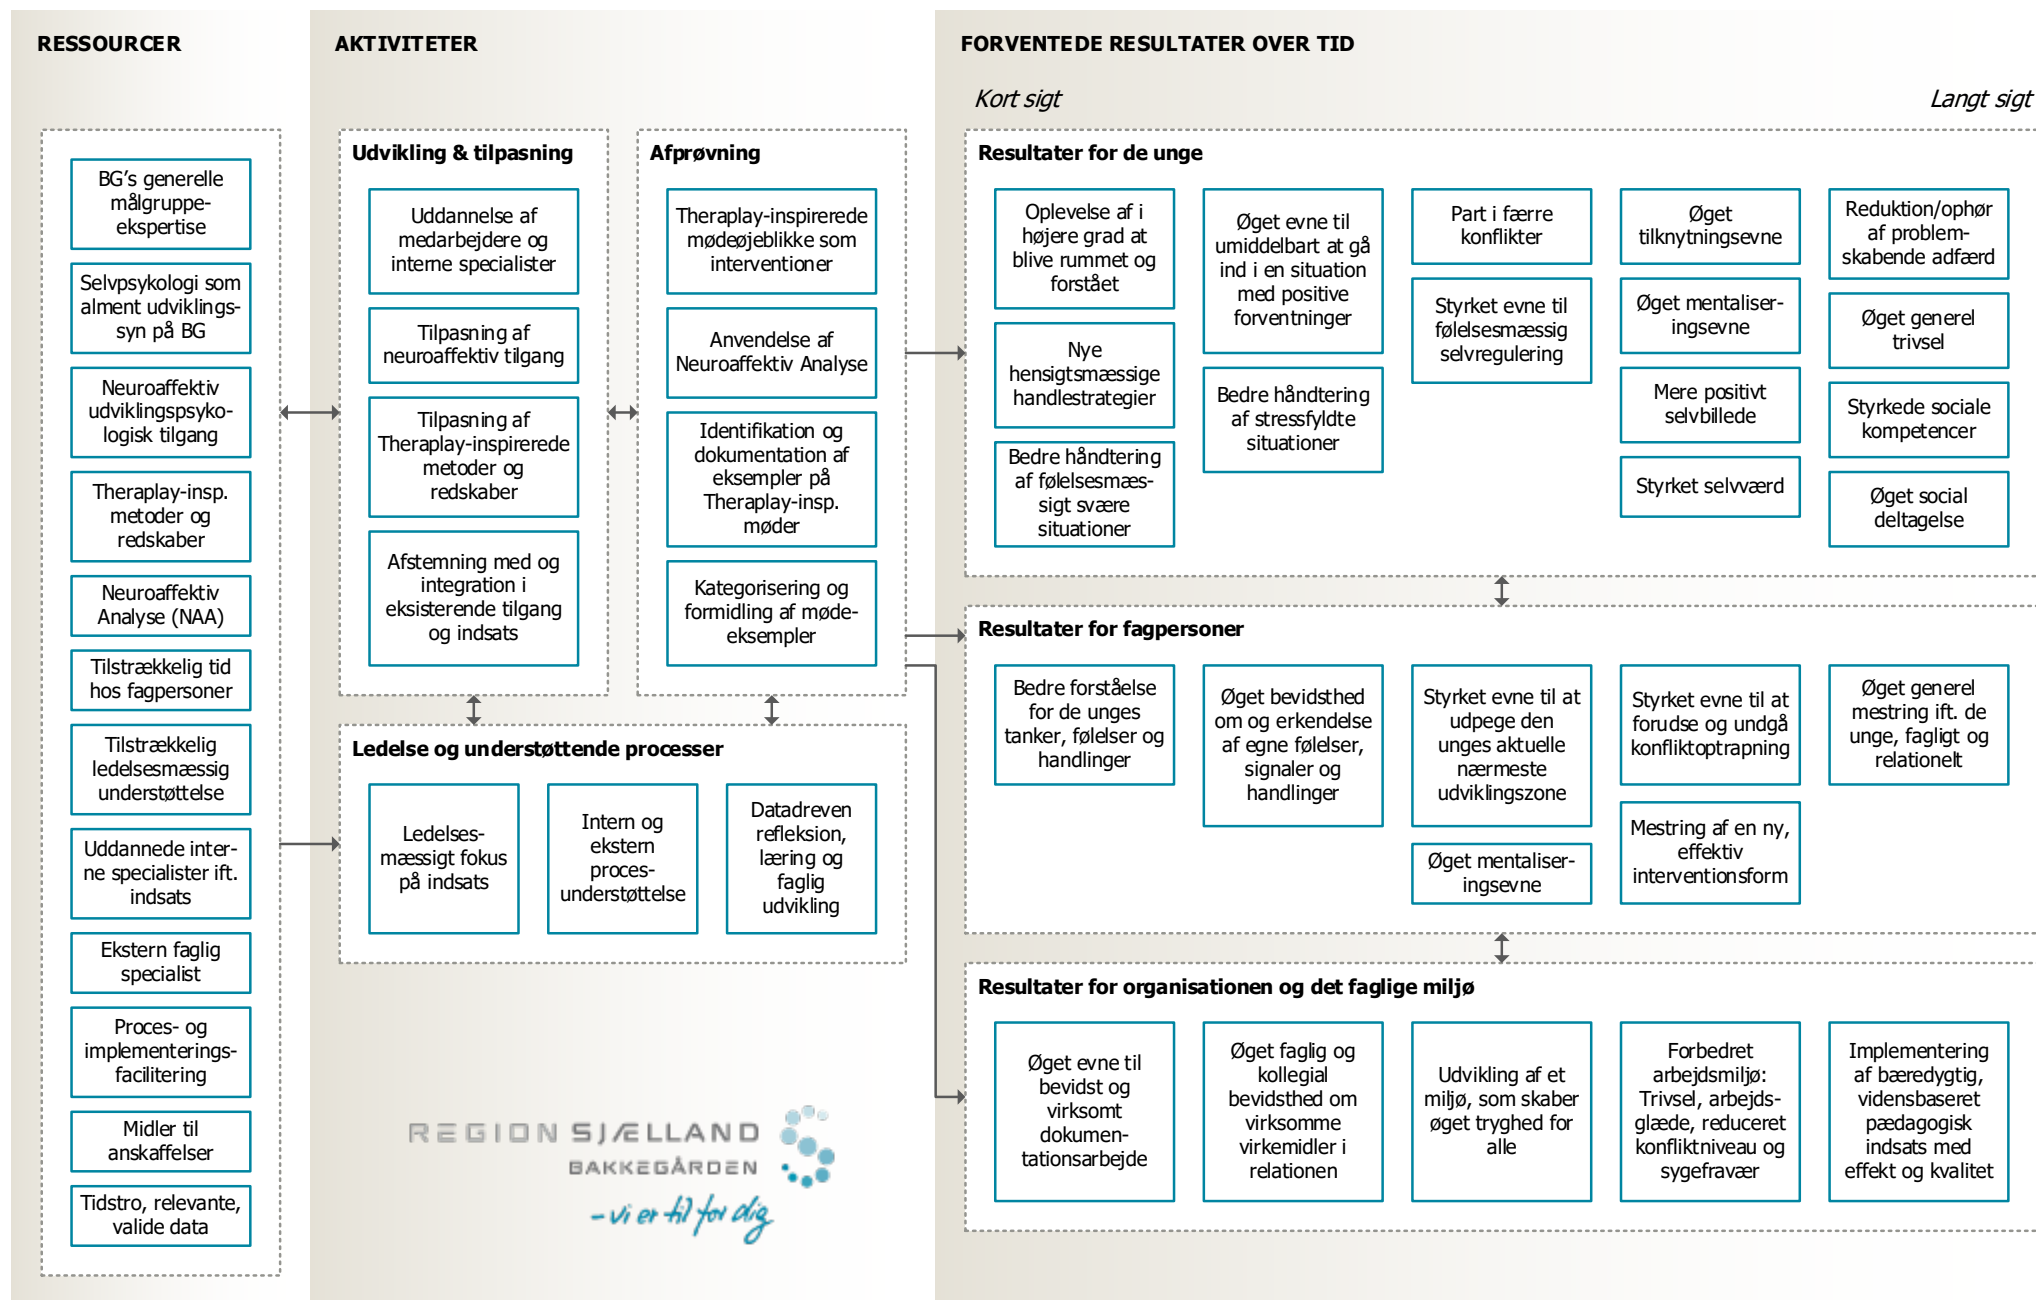 RESSOURCER
BG's generelle
målgruppe-
ekspertise
Selvpsykologi som
alment udviklings-
syn på BG
Neuroaffektiv
udviklingspsyko-
logisk tilgang
Theraplay-insp.
metoder og
redskaber
Neuroaffektiv
Analyse (NAA)
Tilstrækkelig tid
hos fagpersoner
Tilstrækkelig
ledelsesmæssig
understøttelse
Uddannede inter-
ne specialister ift.
indsats
Ekstern faglig
specialist
Proces- og
implementerings-
facilitering
Midler til
anskaffelser
Tidstro, relevante,
valide data
AKTIVITETER
Udvikling & tilpasning
Uddannelse af
medarbejdere og
interne specialister
Tilpasning af
neuroaffektiv tilgang
Tilpasning af
Theraplay-inspirerede
metoder og
redskaber
Afstemning med og
integration i
eksisterende tilgang
og indsats
Afprøvning
Theraplay-inspirerede
mødeøjeblikke som
interventioner
Anvendelse af
Neuroaffektiv Analyse
Identifikation og
dokumentation af
eksempler på
Theraplay-insp.
møder
Kategorisering og
formidling af møde-
eksempler
Ledelse og understøttende processer
Ledelses-
mæssigt fokus
på indsats
Intern og
ekstern
proces-
understøttelse
Datadreven
refleksion,
læring og
faglig
udvikling
REGION SJÆLLAND
BAKKEGÅRDEN
- vi er til for dig
FORVENTEDE RESULTATER OVER TID
Kort sigt
Langt sigt
Resultater for de unge
Oplevelse af i
højere grad at
blive rummet og
forstået
Nye
hensigtsmæssige
handlestrategier
Bedre håndtering
af følelsesmæs-
sigt svære
situationer
Øget evne til
umiddelbart at gå
ind i en situation
med positive
forventninger
Bedre håndtering
af stressfyldte
situationer
Part i færre
konflikter
Styrket evne til
følelsesmæssig
selvregulering
Øget
tilknytningsevne
Øget mentaliser-
ingsevne
Mere positivt
selvbillede
Styrket selvværd
Reduktion/ophør
af problem-
skabende adfærd
Øget generel
trivsel
Styrkede sociale
kompetencer
Øget social
deltagelse
Resultater for fagpersoner
Bedre forståelse
for de unges
tanker, følelser og
handlinger
Øget bevidsthed
om og erkendelse
af egne følelser,
signaler og
handlinger
Styrket evne til at
udpege den
unges aktuelle
nærmeste
udviklingszone
Øget mentaliser-
ingsevne
Styrket evne til at
forudse og undgå
konfliktoptrapning
Mestring af en ny,
effektiv
interventionsform
Øget generel
mestring ift. de
unge, fagligt og
relationelt
Resultater for organisationen og det faglige miljø
Øget evne til
bevidst og
virksomt
dokumen-
tationsarbejde
Øget faglig og
kollegial
bevidsthed om
virksomme
virkemidler i
relationen
Udvikling af et
miljø, som skaber
øget tryghed for
alle
Forbedret
arbejdsmiljø:
Trivsel, arbejds-
glæde, reduceret
konfliktniveau og
sygefravær
Implementering
af bæredygtig,
vidensbaseret
pædagogisk
indsats med
effekt og kvalitet